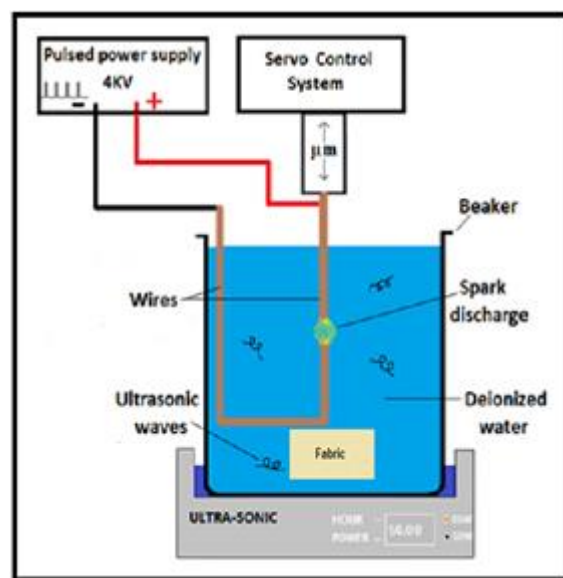 Pulsed power supply
4KV
-
+
Servo Control
System
μm
Beaker
Wires
Spark
discharge
Ultrasonic
waves
Deionized
water
Fabric
ULTRA-SONIC
HOUR
POWER